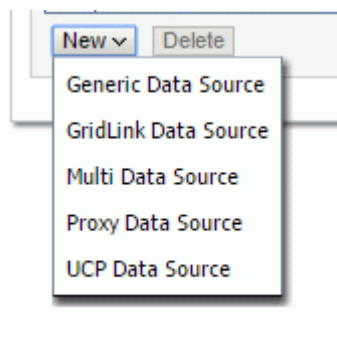 New Delete
Generic Data Source
GridLink Data Source
Multi Data Source
Proxy Data Source
UCP Data Source